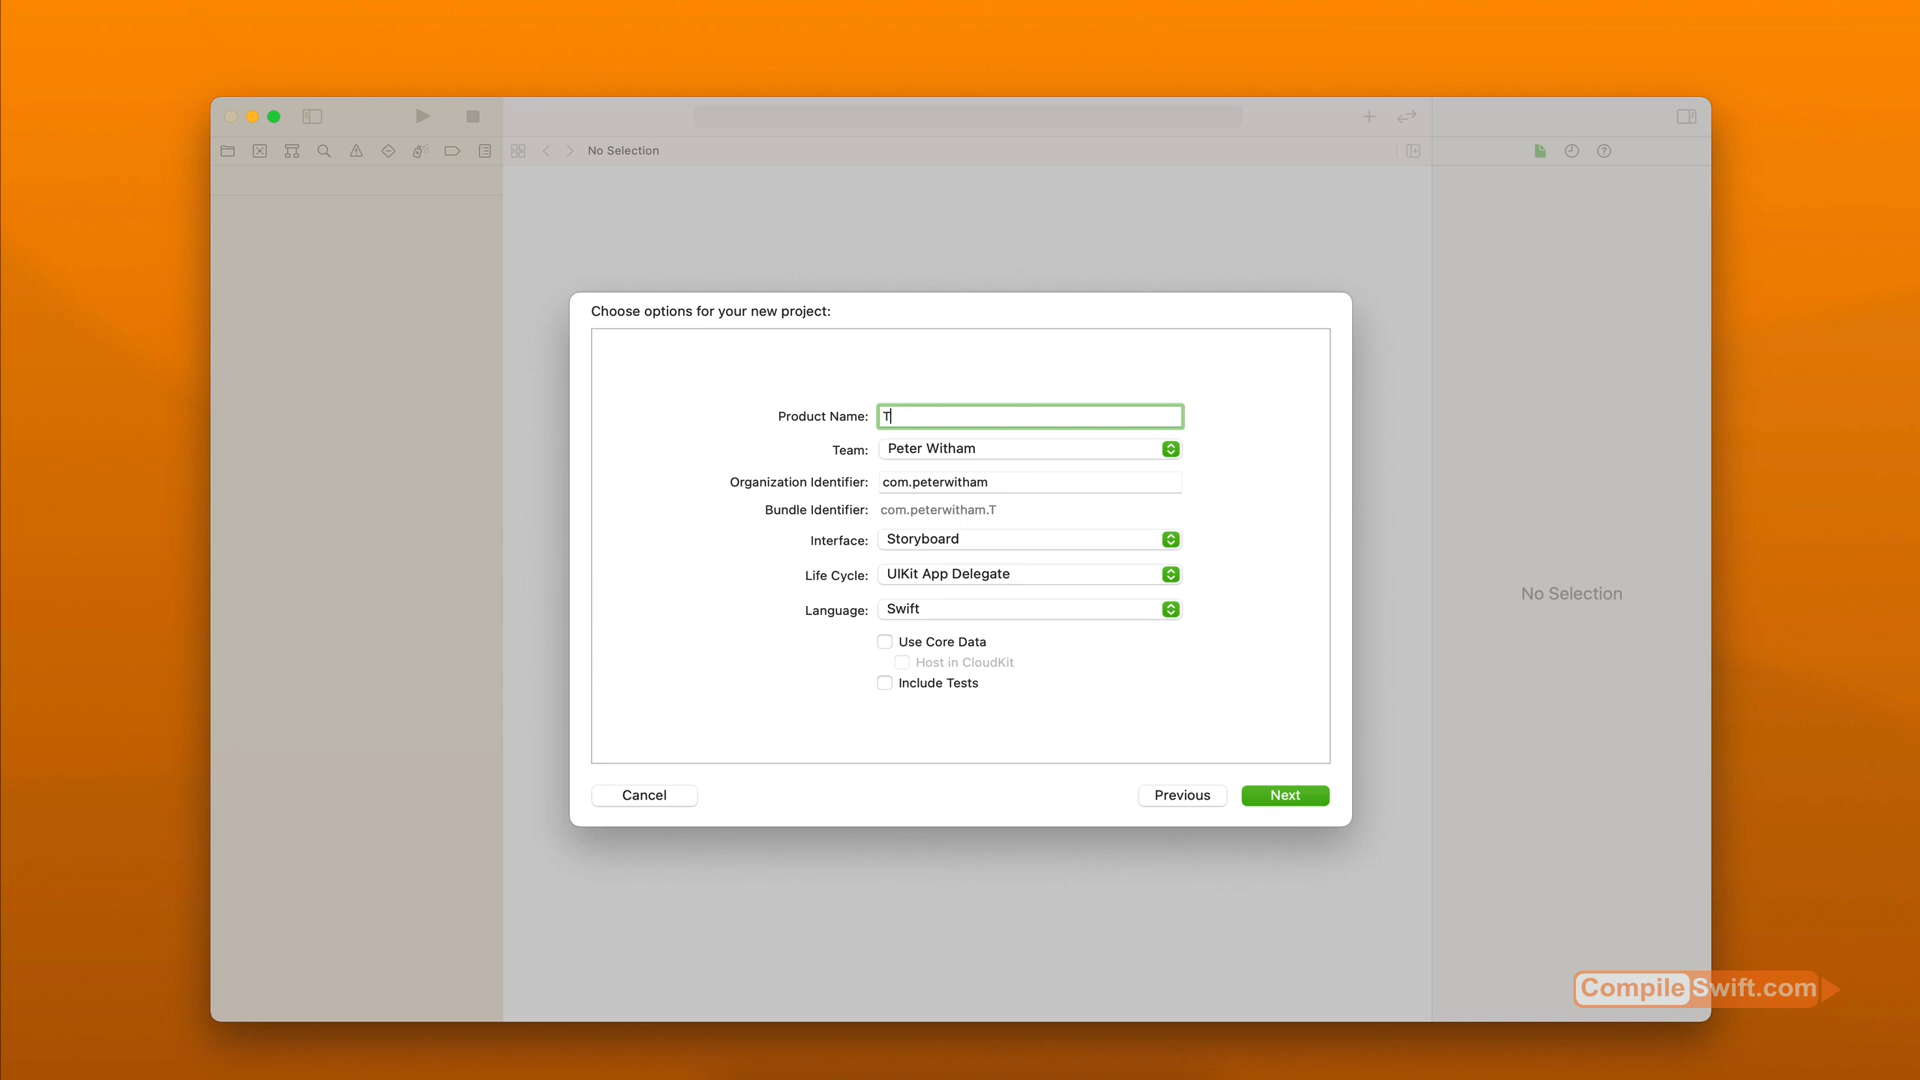 No Selection
Choose options for your new project:
Product Name: T
Team: Peter Witham
Organization Identifier: com.peterwitham
Bundle Identifier: com.peterwitham.T
Interface: Storyboard
Life Cycle: UIKit App Delegate
Language: Swift
Use Core Data
Host in CloudKit
Include Tests
No Selection
Cancel
Previous
Next
CompileSwift.com